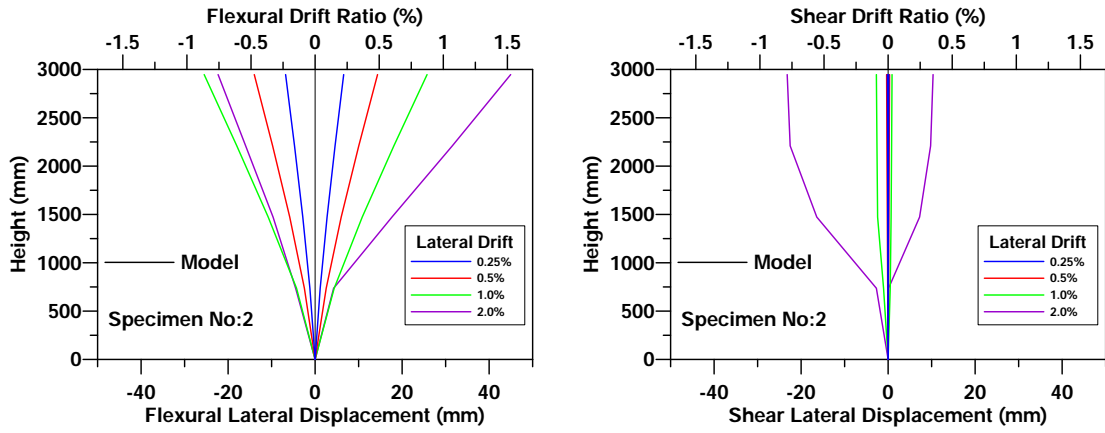 Flexural Drift Ratio (%)
-1.5 -1 -0.5 0 0.5 1 1.5
3000
2500
2000
1500
1000
500
0
Height (mm)
Model
Specimen No:2
Lateral Drift
0.25%
0.5%
1.0%
2.0%
-40 -20 0 20 40
Flexural Lateral Displacement (mm)
Shear Drift Ratio (%)
-1.5 -1 -0.5 0 0.5 1 1.5
3000
2500
2000
1500
1000
500
0
Height (mm)
Model
Specimen No:2
Lateral Drift
0.25%
0.5%
1.0%
2.0%
-40 -20 0 20 40
Shear Lateral Displacement (mm)